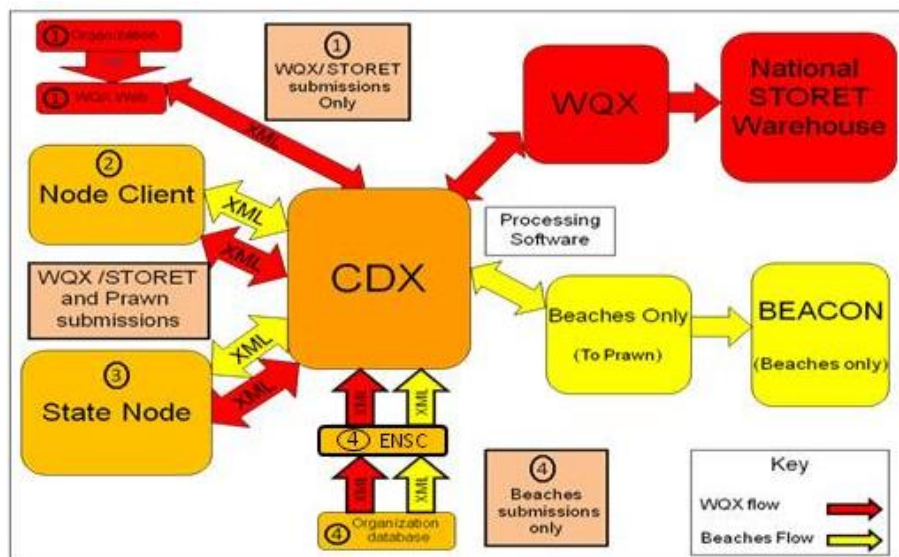 ① Organization
① WQX Web
XML
①
WQX/ STORET
submissions
Only
WQX
National
STORET
Warehouse
②
Node Client
XML
XML
WQX /STORET
and Prawn
submissions
③
State Node
XML
XML
CDX
Processing
Software
Beaches Only
(To Prawn)
BEACON
(Beaches only)
XML
XML
④ ENSC
XML
XML
④ Organization
database
④
Beaches
submissions
only
Key
WQX flow
Beaches Flow